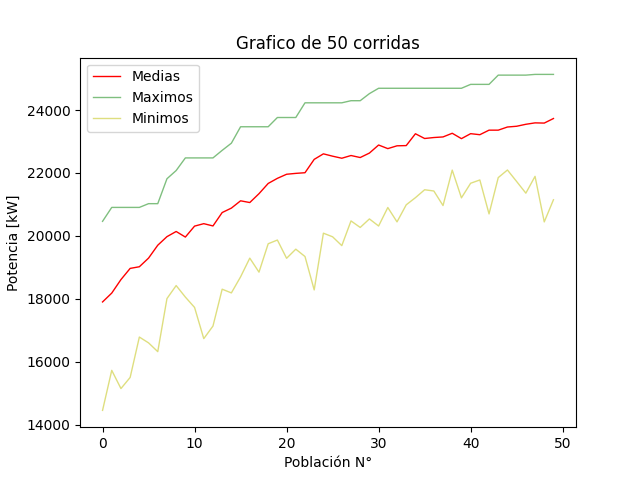 Grafico de 50 corridas
Medias
Maximos
Minimos
24000
22000
20000
18000
16000
14000
Potencia [kW]
0 10 20 30 40 50
Población N°